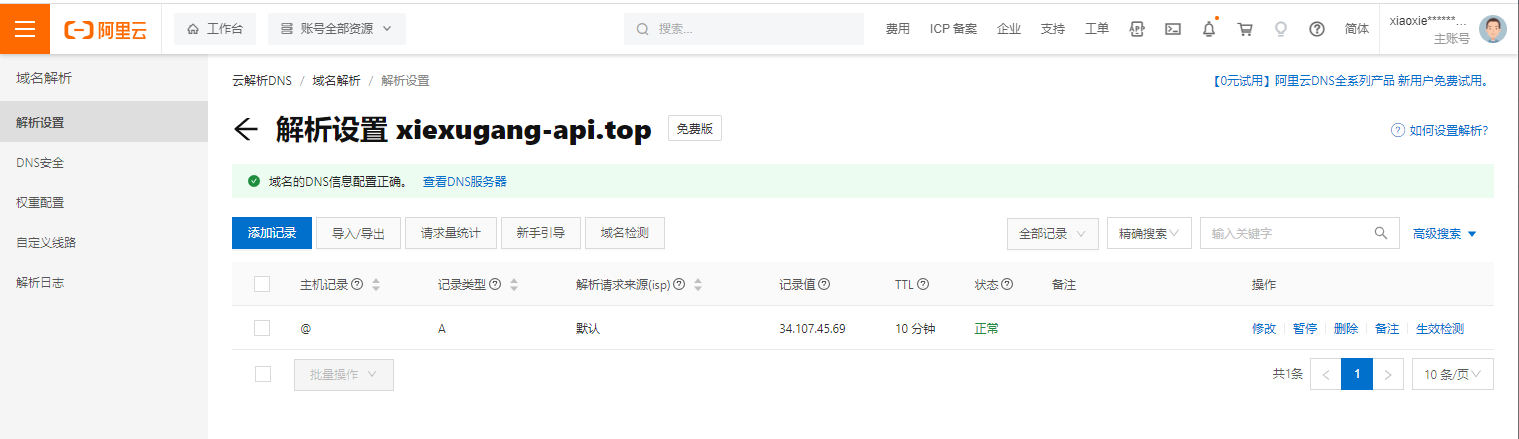 阿里云 工作台 账号全部资源 搜索... 费用 ICP 备案 企业 支持 工单 简体 xiaoxie******...
主账号
域名解析
解析设置
DNS安全
权重配置
自定义线路
解析日志
云解析DNS / 域名解析 / 解析设置 【0元试用】阿里云DNS全系列产品 新用户免费试用。
解析设置 xiexugang-api.top 免费版 如何设置解析?
域名的DNS信息配置正确。 查看DNS服务器
添加记录 导入/导出 请求量统计 新手引导 域名检测 全部记录 精确搜索 输入关键字 高级搜索
主机记录 记录类型 解析请求来源(isp) 记录值 TTL 状态 备注 操作
@ A 默认 34.107.45.69 10 分钟 正常 修改 暂停 删除 备注 生效检测
批量操作 共1条 1 10 条/页